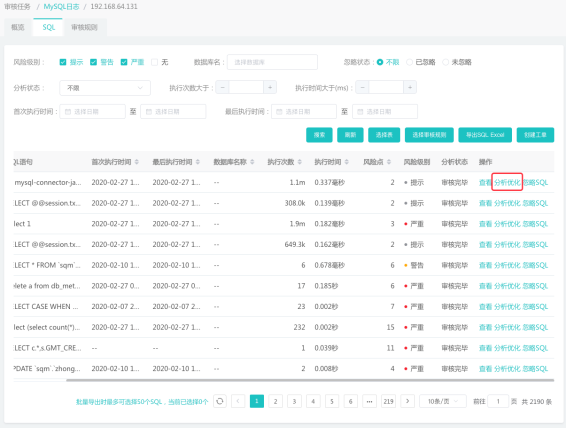 审核任务 / MySQL日志 / 192.168.64.131
概览 SQL 审核规则
风险级别： 提示 警告 严重 无 数据库名： 选择数据库 忽略状态： 不限 已忽略 未忽略
分析状态： 不限 执行次数大于： - + 执行时间大于(ms)： - +
首次执行时间： 选择日期 至 选择日期 最后执行时间： 选择日期 至 选择日期
搜索 刷新 选择表 选择审核规则 导出SQL Excel 创建工单
JL语句 首次执行时间 最后执行时间 数据库名称 执行次数 执行时间 风险点 风险级别 分析状态 操作
mysql-connector-ja... 2020-02-27 1... 2020-02-27 1... -- 1.1m 0.337毫秒 2 提示 审核完毕 查看 分析优化 忽略SQL
LECT @@session.tx... 2020-02-27 1... 2020-02-27 1... -- 308.0k 0.139毫秒 2 提示 审核完毕 查看 分析优化 忽略SQL
lect 1 2020-02-27 1... 2020-02-27 1... -- 1.9m 0.182毫秒 3 严重 审核完毕 查看 分析优化 忽略SQL
LECT @@session.tx... 2020-02-27 1... 2020-02-27 1... -- 649.3k 0.162毫秒 2 提示 审核完毕 查看 分析优化 忽略SQL
LECT * FROM `sqm`... 2020-02-10 1... 2020-02-10 1... -- 6 0.678毫秒 6 警告 审核完毕 查看 分析优化 忽略SQL
lete a from db_met... 2020-02-27 0... 2020-02-27 0... -- 17 0.185秒 6 严重 审核完毕 查看 分析优化 忽略SQL
LECT CASE WHEN ... 2020-02-07 2... 2020-02-27 1... -- 23 0.002秒 7 严重 审核完毕 查看 分析优化 忽略SQL
lect (select count(*)... 2020-02-27 1... 2020-02-27 1... -- 232 0.002秒 15 严重 审核完毕 查看 分析优化 忽略SQL
LECT c.*,s.GMT_CRE... -- -- -- 1 0.039秒 11 严重 审核完毕 查看 分析优化 忽略SQL
PDATE `sqm`.`zhong... 2020-02-10 1... 2020-02-10 1... -- 2 0.008秒 4 严重 审核完毕 查看 分析优化 忽略SQL
批量导出时最多可选择50个SQL，当前已选择0个 1 2 3 4 5 6 ... 219 10条/页 前往 1 页 共 2190 条